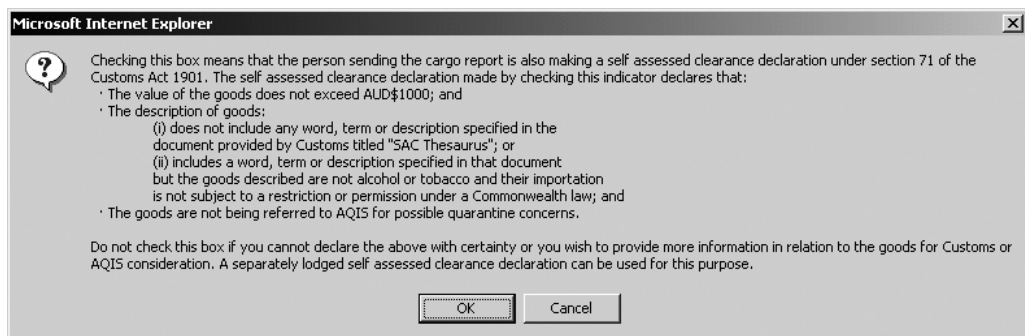 Microsoft Internet Explorer
Checking this box means that the person sending the cargo report is also making a self assessed clearance declaration under section 71 of the
Customs Act 1901. The self assessed clearance declaration made by checking this indicator declares that:
· The value of the goods does not exceed AUD$1000; and
· The description of goods:
(i) does not include any word, term or description specified in the
document provided by Customs titled "SAC Thesaurus"; or
(ii) includes a word, term or description specified in that document
but the goods described are not alcohol or tobacco and their importation
is not subject to a restriction or permission under a Commonwealth law; and
· The goods are not being referred to AQIS for possible quarantine concerns.
Do not check this box if you cannot declare the above with certainty or you wish to provide more information in relation to the goods for Customs or
AQIS consideration. A separately lodged self assessed clearance declaration can be used for this purpose.
OK
Cancel